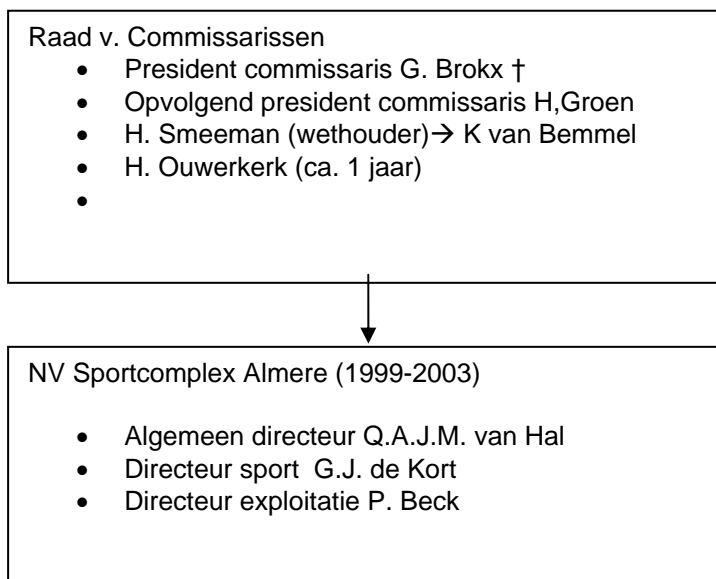 Raad v. Commissarissen
• President commissaris G. Brokx †
• Opvolgend president commissaris H,Groen
• H. Smeeman (wethouder)→ K van Bemmel
• H. Ouwerkerk (ca. 1 jaar)
•
NV Sportcomplex Almere (1999-2003)
• Algemeen directeur Q.A.J.M. van Hal
• Directeur sport  G.J. de Kort
• Directeur exploitatie P. Beck